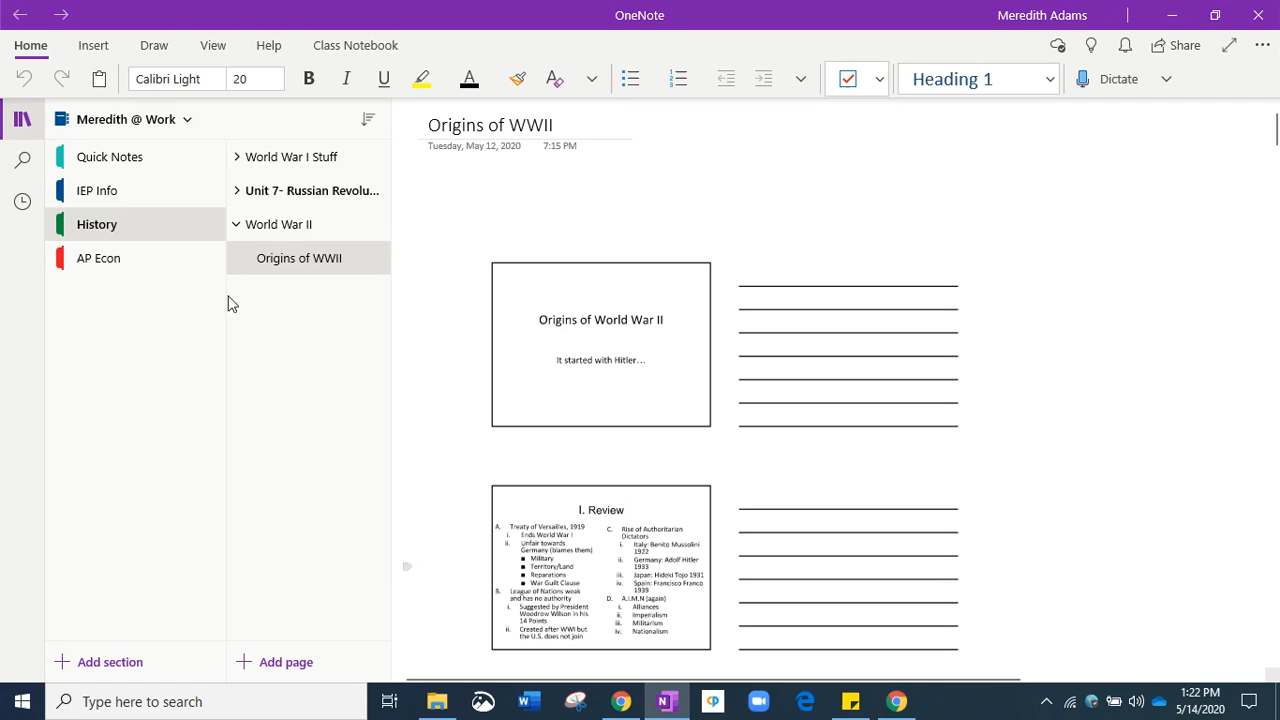 OneNote
Meredith Adams
Home Insert Draw View Help Class Notebook
Share
Calibri Light 20 B I U A A Heading 1 Dictate
Meredith @ Work
Quick Notes
IEP Info
History
AP Econ
World War I Stuff
Unit 7- Russian Revolu...
World War II
Origins of WWII
Origins of WWII
Tuesday, May 12, 2020 7:15 PM
Origins of World War II
It started with Hitler...
I. Review
A. Treaty of Versailles, 1919
i. Ends World War I
ii. Unfair towards
Germany (blames them)
■ Military
■ Territory/Land
■ Reparations
■ War Guilt Clause
B. League of Nations weak
and has no authority
i. Suggested by President
Woodrow Wilson in his
14 Points
ii. Created after WWI but
the U.S. does not join
C. Rise of Authoritarian
Dictators
i. Italy: Benito Mussolini
1922
ii. Germany: Adolf Hitler
1933
iii. Japan: Hideki Tojo 1931
iv. Spain: Francisco Franco
1939
D. A.I.M.N (again)
i. Alliances
ii. Imperialism
iii. Militarism
iv. Nationalism
+ Add section
+ Add page
Type here to search
1:22 PM
5/14/2020